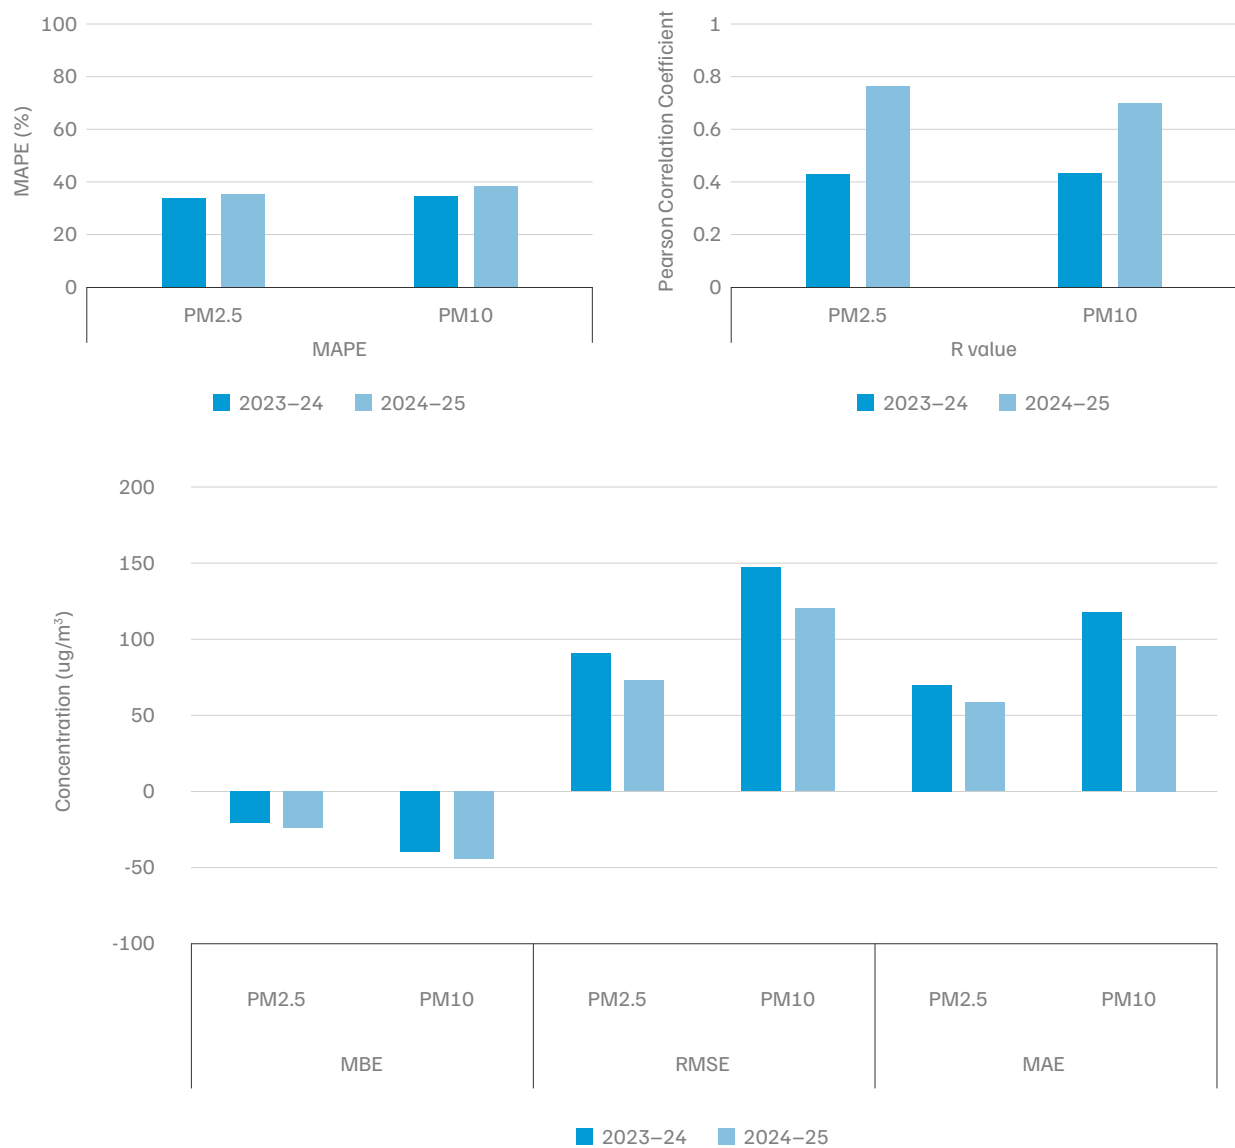 MAPE (%)
100
80
60
40
20
0
PM2.5 PM10
MAPE
2023–24 2024–25
Pearson Correlation Coefficient
1
0.8
0.6
0.4
0.2
0
PM2.5 PM10
R value
2023–24 2024–25
Concentration (ug/m³)
200
150
100
50
0
-50
-100
PM2.5 PM10 PM2.5 PM10 PM2.5 PM10
MBE RMSE MAE
2023–24 2024–25